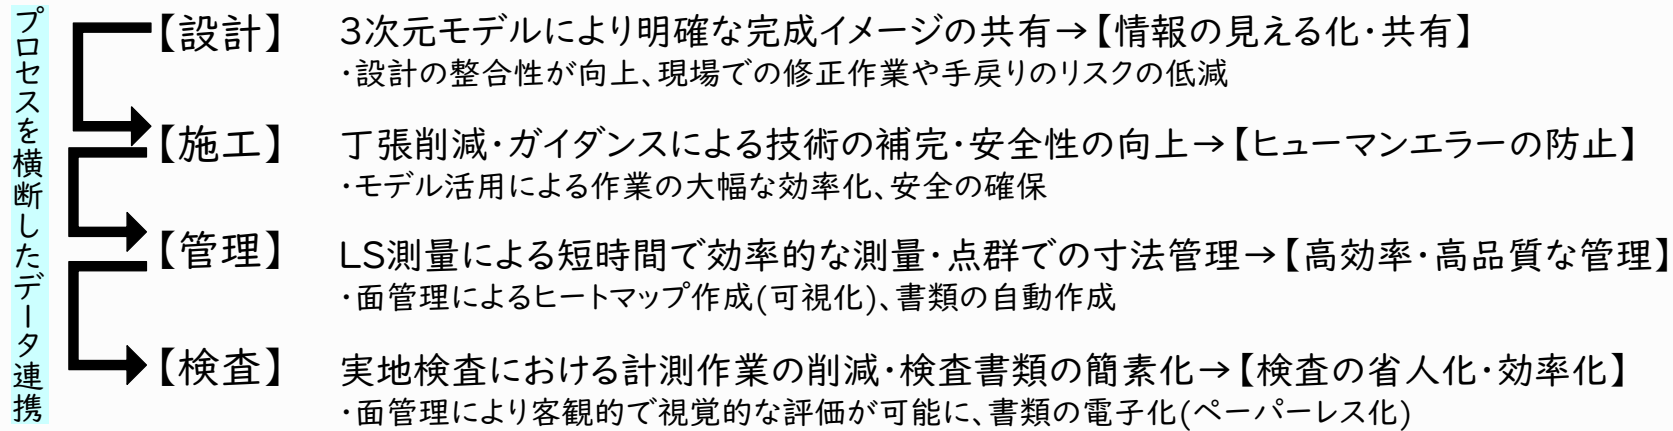 プロセスを横断したデータ連携
【設計】 3次元モデルにより明確な完成イメージの共有→【情報の見える化・共有】
・設計の整合性が向上、現場での修正作業や手戻りのリスクの低減
【施工】 丁張削減・ガイダンスによる技術の補完・安全性の向上→【ヒューマンエラーの防止】
・モデル活用による作業の大幅な効率化、安全の確保
【管理】 LS測量による短時間で効率的な測量・点群での寸法管理→【高効率・高品質な管理】
・面管理によるヒートマップ作成(可視化)、書類の自動作成
【検査】 実地検査における計測作業の削減・検査書類の簡素化→【検査の省人化・効率化】
・面管理により客観的で視覚的な評価が可能に、書類の電子化(ペーパーレス化)